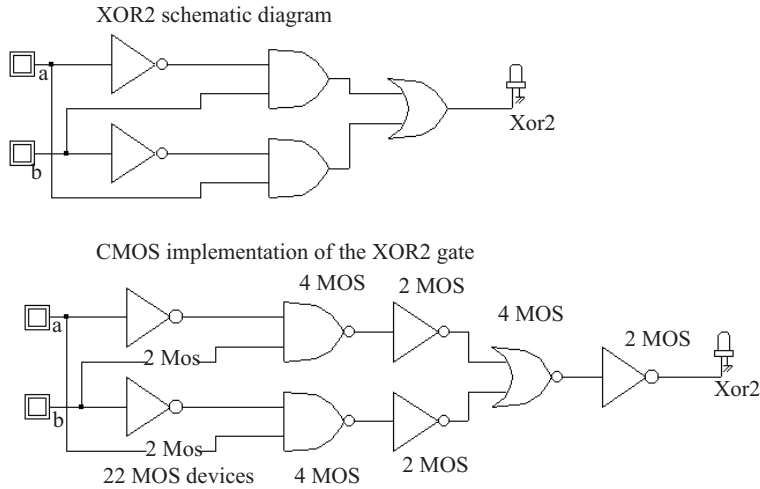 XOR2 schematic diagram
a
b
Xor2
CMOS implementation of the XOR2 gate
4 MOS
2 MOS
a
4 MOS
2 MOS
2 Mos
b
Xor2
2 Mos
2 MOS
22 MOS devices
4 MOS